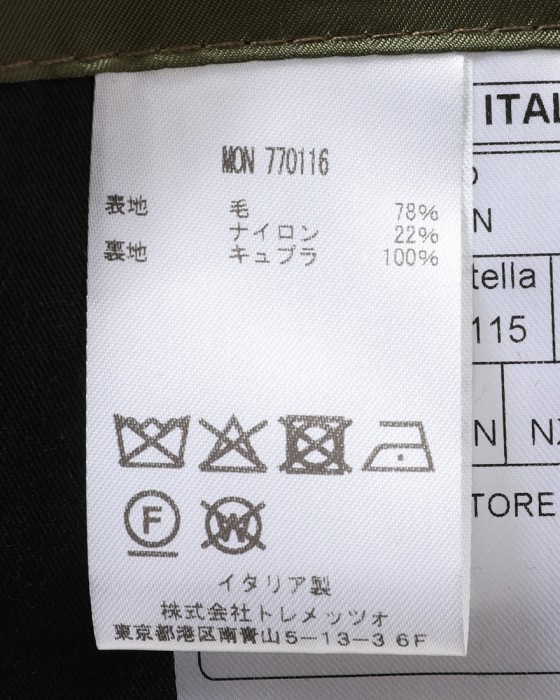 MON 770116
表地 毛 78%
ナイロン 22%
裏地 キュプラ 100%
F W
イタリア製
株式会社トレメッツォ
東京都港区南青山5−13−3 6F
ITAL
N
tella
115
N
NX
TORE